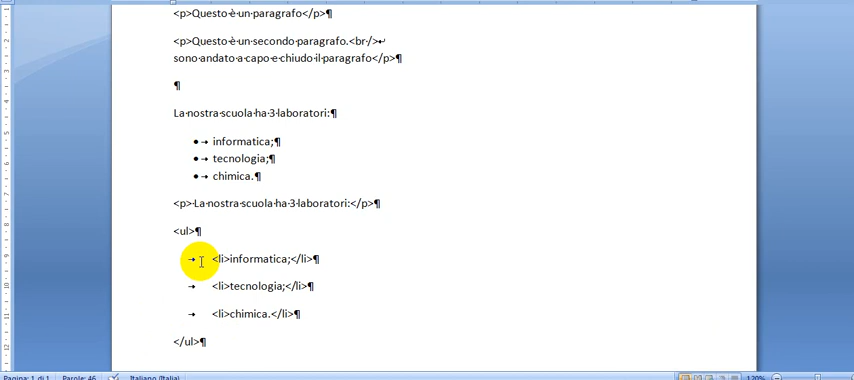 <p>Questo è un paragrafo</p>¶
<p>Questo è un secondo paragrafo.<br/>↵
sono andato a capo e chiudo il paragrafo</p>¶
¶
La nostra scuola ha 3 laboratori:¶
• → informatica;¶
• → tecnologia;¶
• → chimica.¶
<p> La nostra scuola ha 3 laboratori:</p>¶
<ul>¶
→ <li>informatica;</li>¶
→ <li>tecnologia;</li>¶
→ <li>chimica.</li>¶
</ul>¶
Pagina: 1 di 1 Parole: 46 Italiano (Italia) 120%